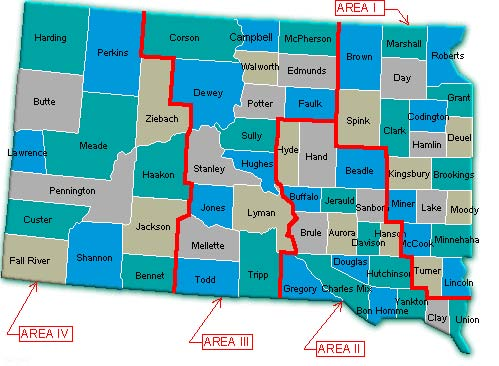 AREA I
Harding
Perkins
Corson
Campbell
McPherson
Brown
Marshall
Roberts
Walworth
Edmunds
Day
Butte
Dewey
Potter
Faulk
Grant
Ziebach
Spink
Codington
Clark
Deuel
Meade
Sully
Hyde
Hand
Hamlin
Lawrence
Stanley
Hughes
Beadle
Kingsbury
Brookings
Pennington
Haakon
Buffalo
Jerauld
Sanborn
Miner
Lake
Moody
Custer
Jones
Lyman
Jackson
Brule
Aurora
Davison
Hanson
McCook
Minnehaha
Mellette
Fall River
Shannon
Bennet
Todd
Tripp
Gregory
Douglas
Charles Mix
Hutchinson
Turner
Lincoln
Bon Homme
Yankton
Clay
Union
AREA IV
AREA III
AREA II